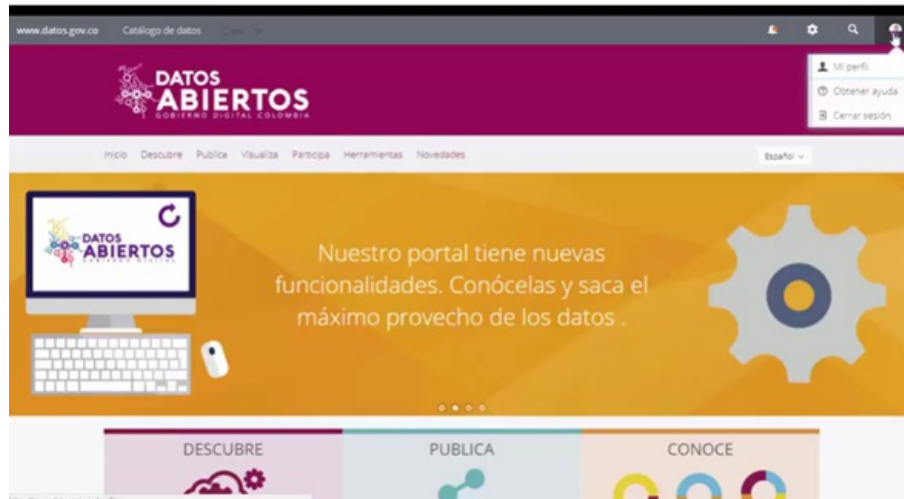 www.datos.gov.co Catálogo de datos
Mi perfil
Obtener ayuda
Cerrar sesión
DATOS
ABIERTOS
GOBIERNO DIGITAL COLOMBIA
Inicio Descubre Publica Visualiza Participa Herramientas Novedades
Español
DATOS
ABIERTOS
GOBIERNO DIGITAL
Nuestro portal tiene nuevas
funcionalidades. Conócelas y saca el
máximo provecho de los datos .
DESCUBRE PUBLICA CONOCE